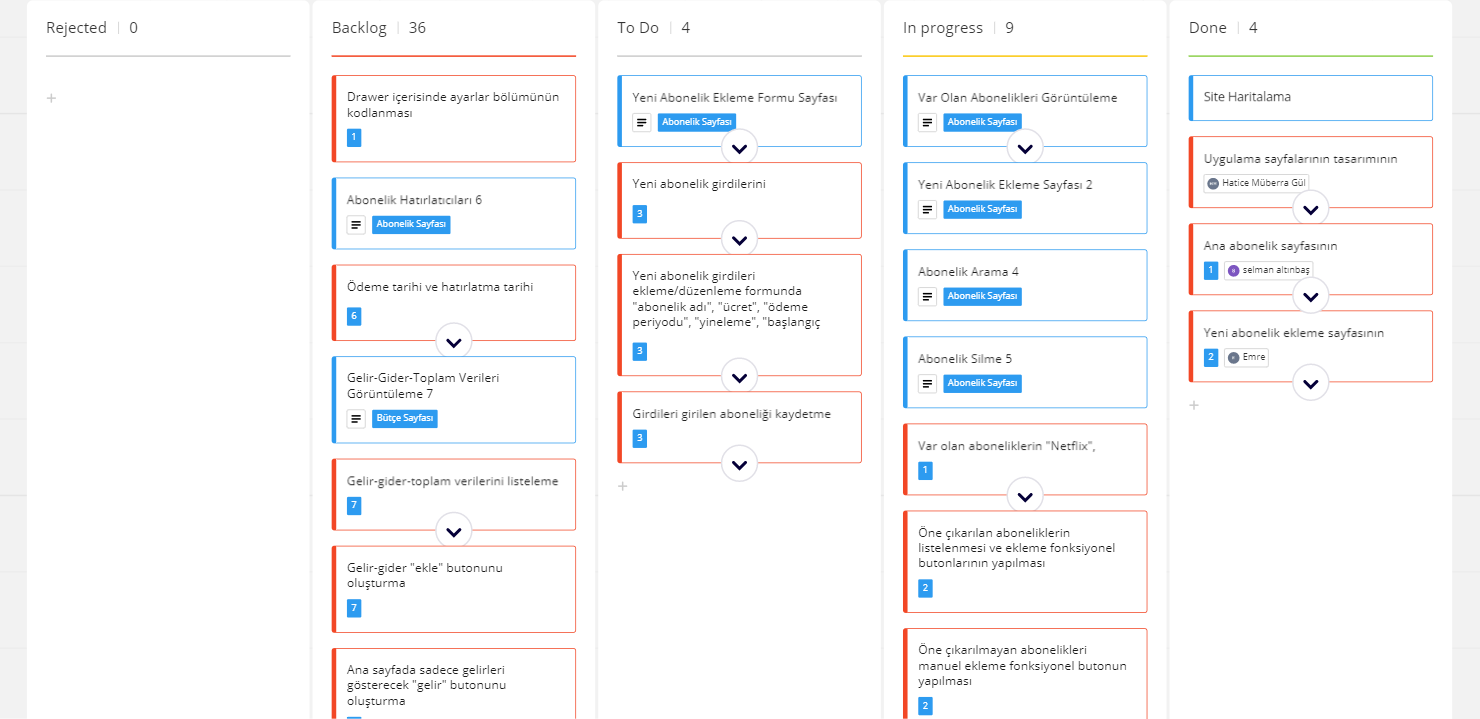 Rejected | 0
+
Backlog | 36
Drawer içerisinde ayarlar bölümünün
kodlanması
1
Abonelik Hatırlatıcıları 6
Abonelik Sayfası
Ödeme tarihi ve hatırlatma tarihi
6
Gelir-Gider-Toplam Verileri
Görüntüleme 7
Bütçe Sayfası
Gelir-gider-toplam verilerini listeleme
7
Gelir-gider "ekle" butonunu
oluşturma
7
Ana sayfada sadece gelirleri
gösterecek "gelir" butonunu
oluşturma
To Do | 4
Yeni Abonelik Ekleme Formu Sayfası
Abonelik Sayfası
Yeni abonelik girdilerini
3
Yeni abonelik girdileri
ekleme/düzenleme formunda
"abonelik adı", "ücret", "ödeme
periyodu", "yineleme", "başlangıç
3
Girdileri girilen aboneliği kaydetme
3
+
In progress | 9
Var Olan Abonelikleri Görüntüleme
Abonelik Sayfası
Yeni Abonelik Ekleme Sayfası 2
Abonelik Sayfası
Abonelik Arama 4
Abonelik Sayfası
Abonelik Silme 5
Abonelik Sayfası
Var olan aboneliklerin "Netflix",
1
Öne çıkarılan aboneliklerin
listelenmesi ve ekleme fonksiyonel
butonlarının yapılması
2
Öne çıkarılmayan abonelikleri
manuel ekleme fonksiyonel butonun
yapılması
2
Done | 4
Site Haritalama
Uygulama sayfalarının tasarımının
Hatice Müberra Gül
Ana abonelik sayfasının
1 selman altınbaş
Yeni abonelik ekleme sayfasının
2 Emre
+